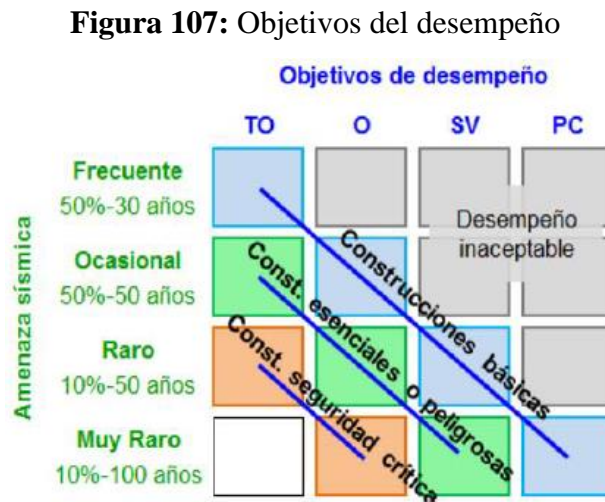 Figura 107: Objetivos del desempeño
Objetivos de desempeño
TO O SV PC
Amenaza sísmica
Frecuente
50%-30 años
Ocasional
50%-50 años
Raro
10%-50 años
Muy Raro
10%-100 años
Desempeño
inaceptable
Construcciones básicas
Const. esenciales o peligrosas
Const. seguridad crítica